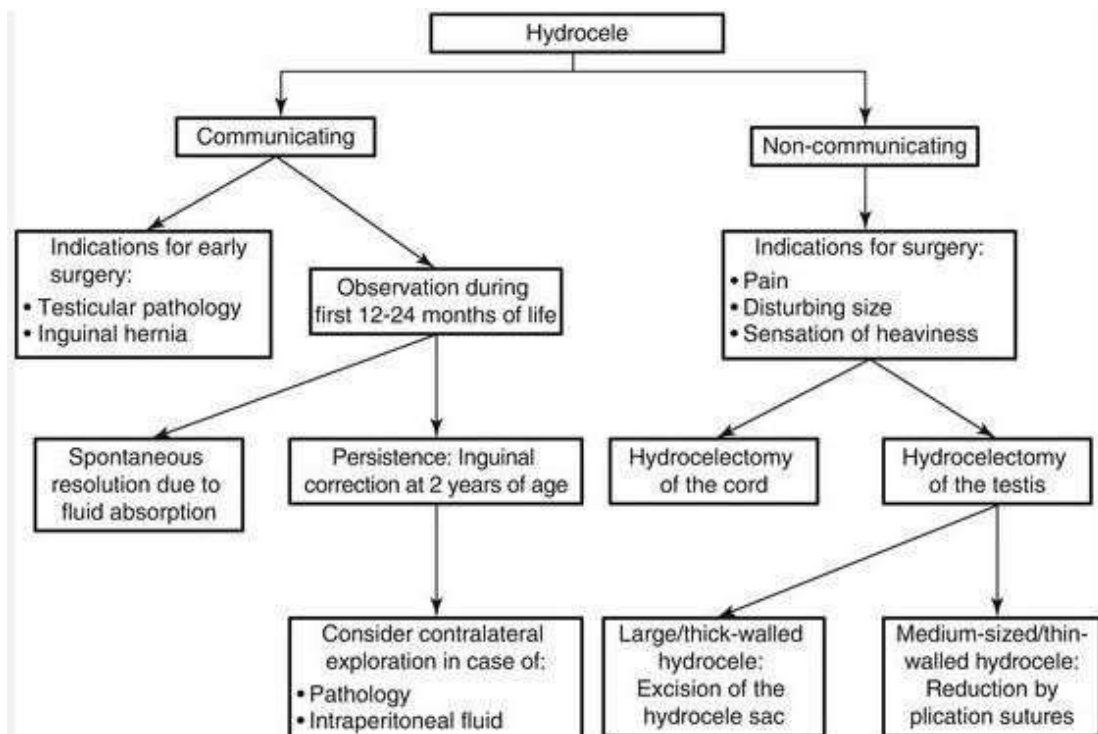 Hydrocele
Communicating
Non-communicating
Indications for early
surgery:
• Testicular pathology
• Inguinal hernia
Observation during
first 12-24 months of life
Indications for surgery:
• Pain
• Disturbing size
• Sensation of heaviness
Spontaneous
resolution due to
fluid absorption
Persistence: Inguinal
correction at 2 years of age
Hydrocelectomy
of the cord
Hydrocelectomy
of the testis
Consider contralateral
exploration in case of:
• Pathology
• Intraperitoneal fluid
Large/thick-walled
hydrocele:
Excision of the
hydrocele sac
Medium-sized/thin-
walled hydrocele:
Reduction by
plication sutures